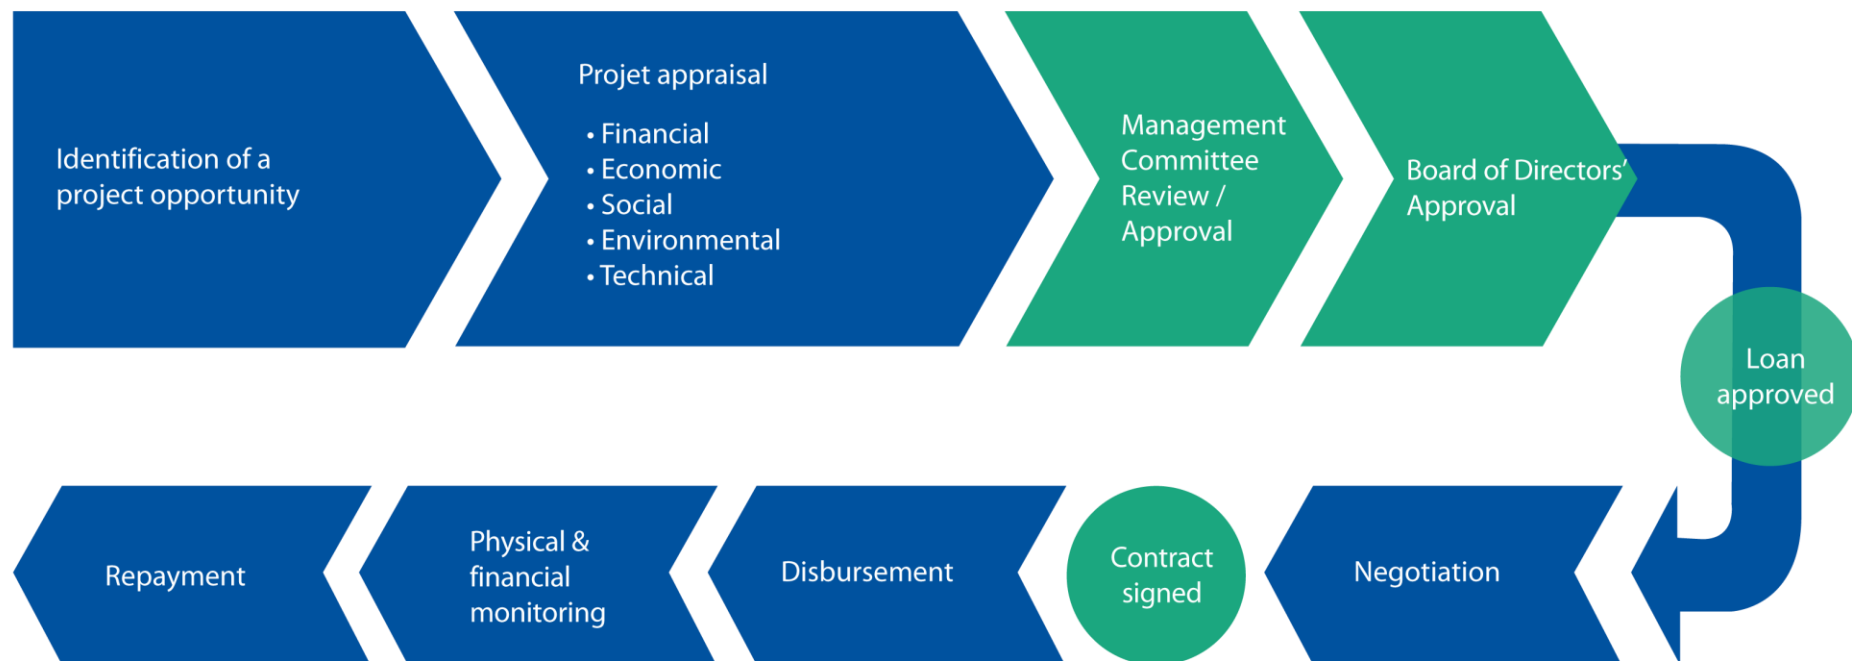 Identification of a
project opportunity
Projet appraisal
• Financial
• Economic
• Social
• Environmental
• Technical
Management
Committee
Review /
Approval
Board of Directors’
Approval
Loan
approved
Negotiation
Contract
signed
Disbursement
Physical &
financial
monitoring
Repayment